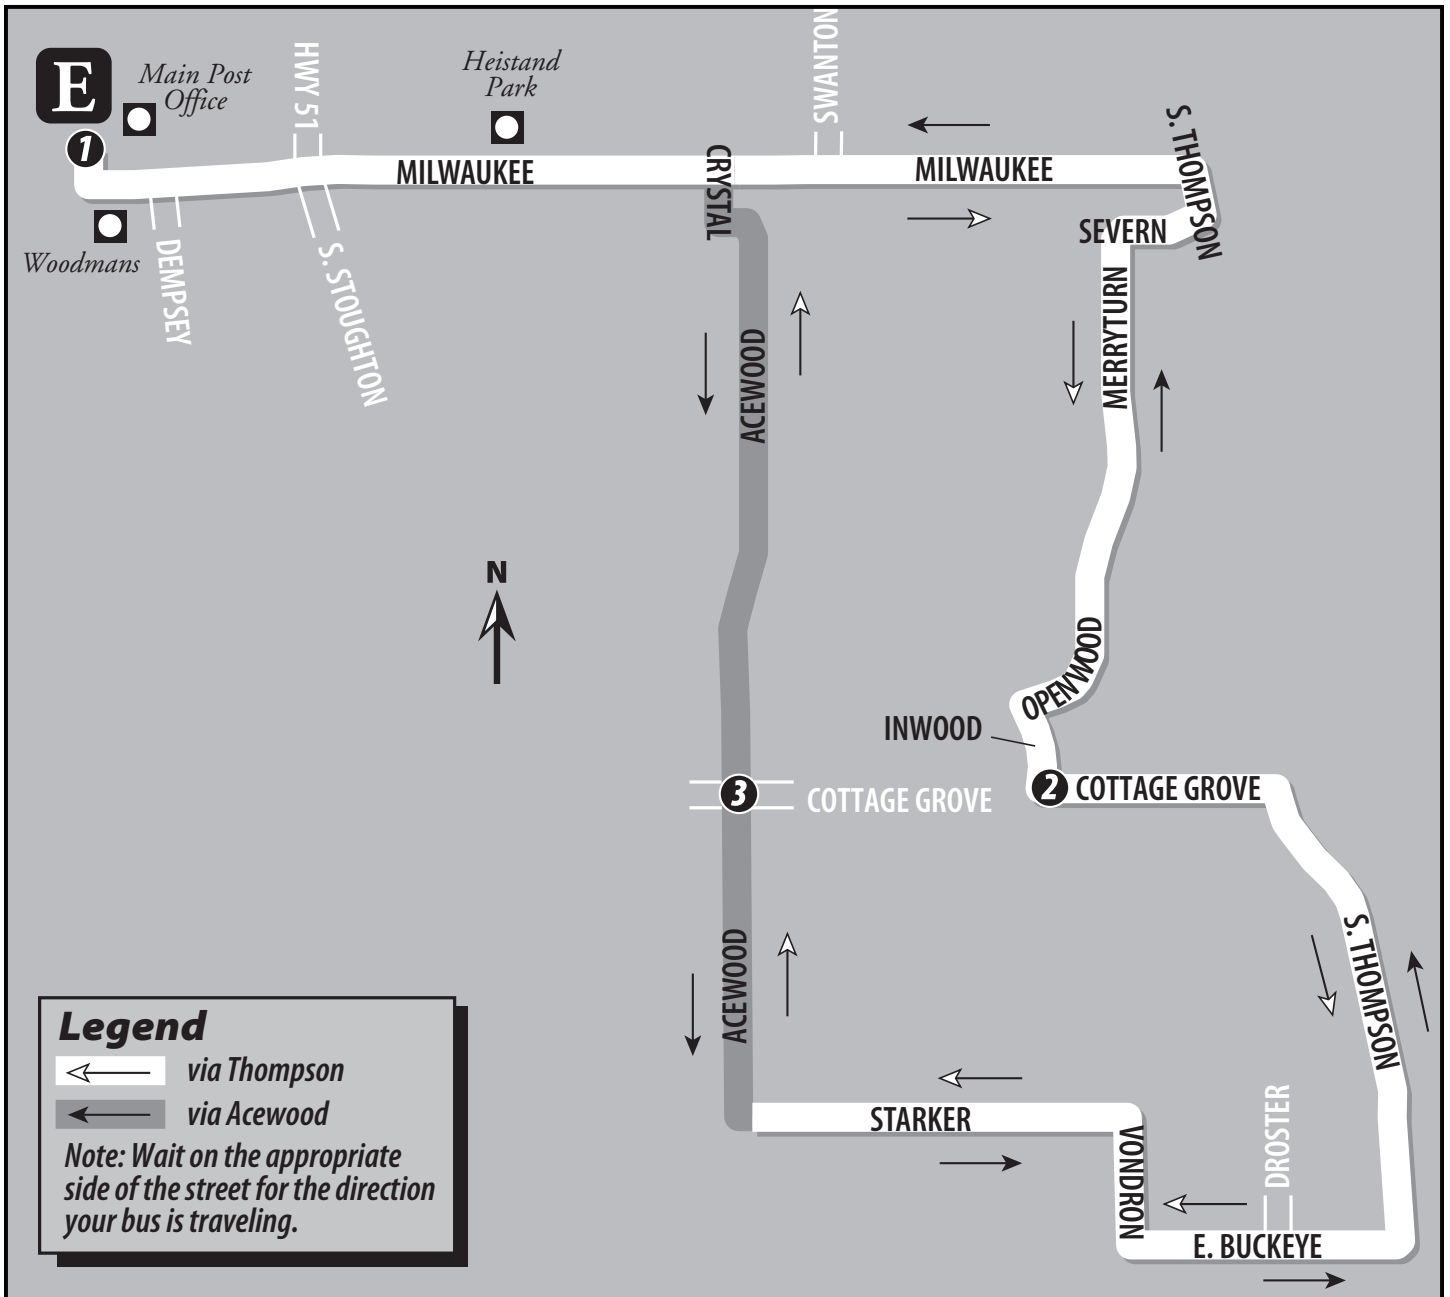 E
Main Post
Office
HWY 51
Heistand
Park
SWANTON
S. THOMPSON
1
MILWAUKEE
CRYSTAL
MILWAUKEE
SEVERN
Woodmans
DEMPSEY
S. STOUGHTON
ACEWOOD
MERRYTURN
N
OPENWOOD
INWOOD
3
COTTAGE GROVE
2
COTTAGE GROVE
ACEWOOD
S. THOMPSON
STARKER
VONDRON
DROSTER
E. BUCKEYE
Legend
via Thompson
via Acewood
Note: Wait on the appropriate
side of the street for the direction
your bus is traveling.